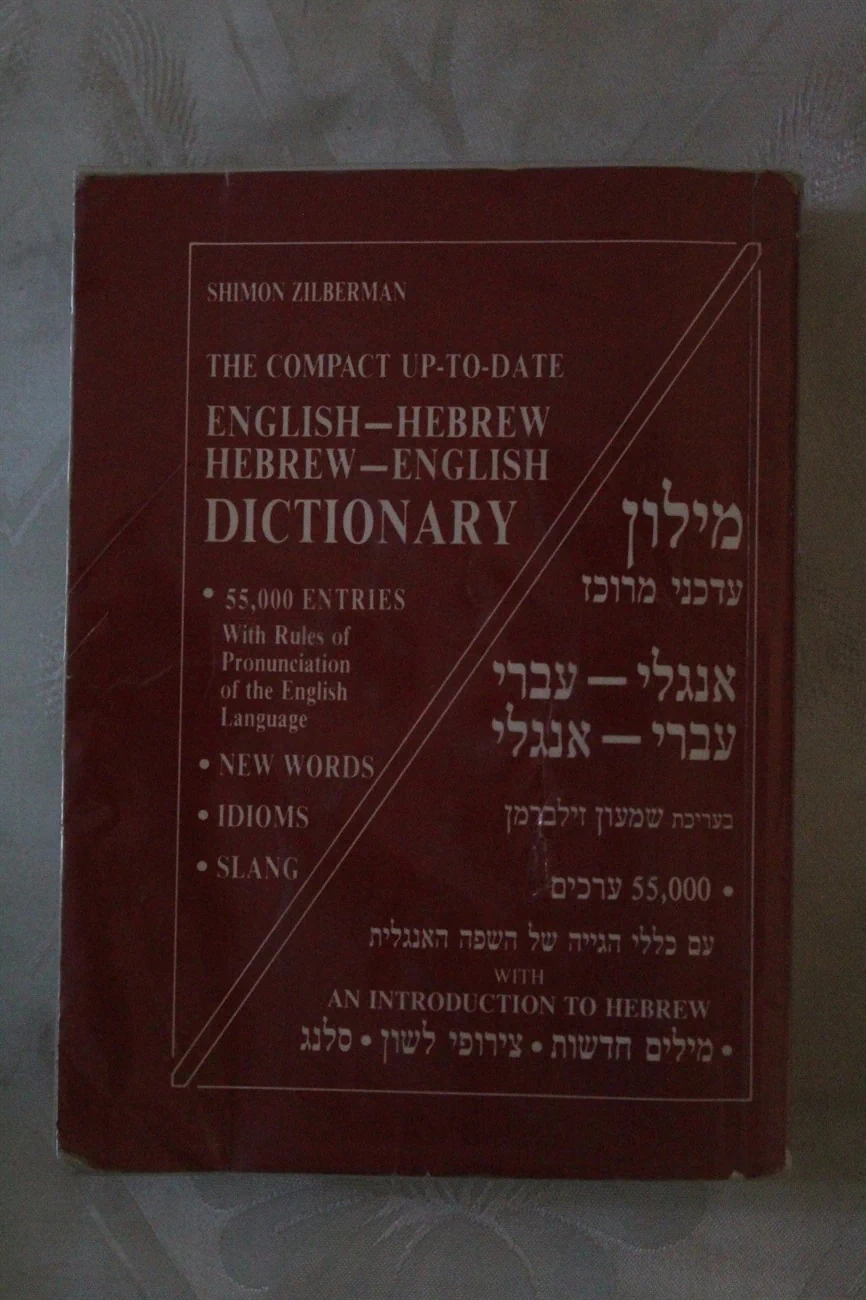 SHIMON ZILBERMAN
THE COMPACT UP-TO-DATE
ENGLISH—HEBREW
HEBREW—ENGLISH
DICTIONARY
• 55,000 ENTRIES
With Rules of
Pronunciation
of the English
Language
• NEW WORDS
• IDIOMS
• SLANG
מילון
עדכני מרוכז
אנגלי — עברי
עברי — אנגלי
בעריכת שמעון זילברמן
• 55,000 ערכים
עם כללי הגייה של השפה האנגלית
WITH
AN INTRODUCTION TO HEBREW
• מילים חדשות • צירופי לשון • סלנג